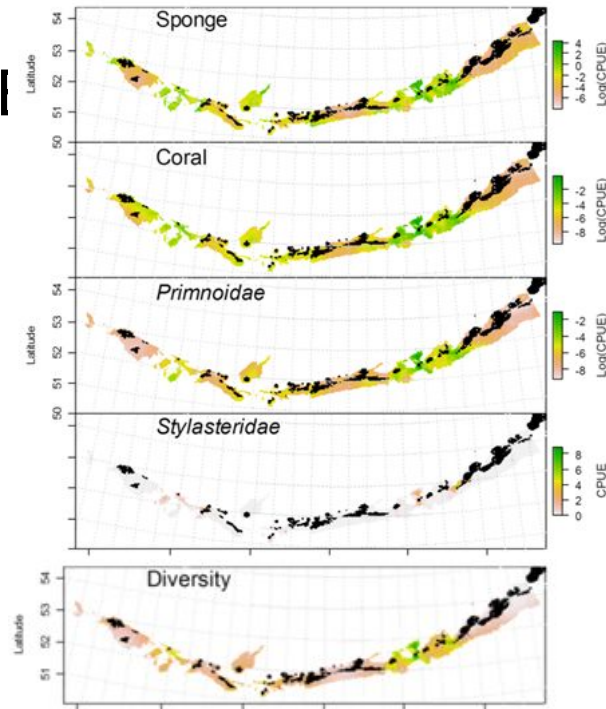 Sponge
54
53
52
51
50
Latitude
4
2
0
-2
-4
-6
Log(CPUE)
Coral
-2
-4
-6
-8
Log(CPUE)
Primnoidae
54
53
52
51
50
Latitude
-2
-4
-6
-8
Log(CPUE)
Stylasteridae
8
6
4
2
0
CPUE
Diversity
54
53
52
51
Latitude